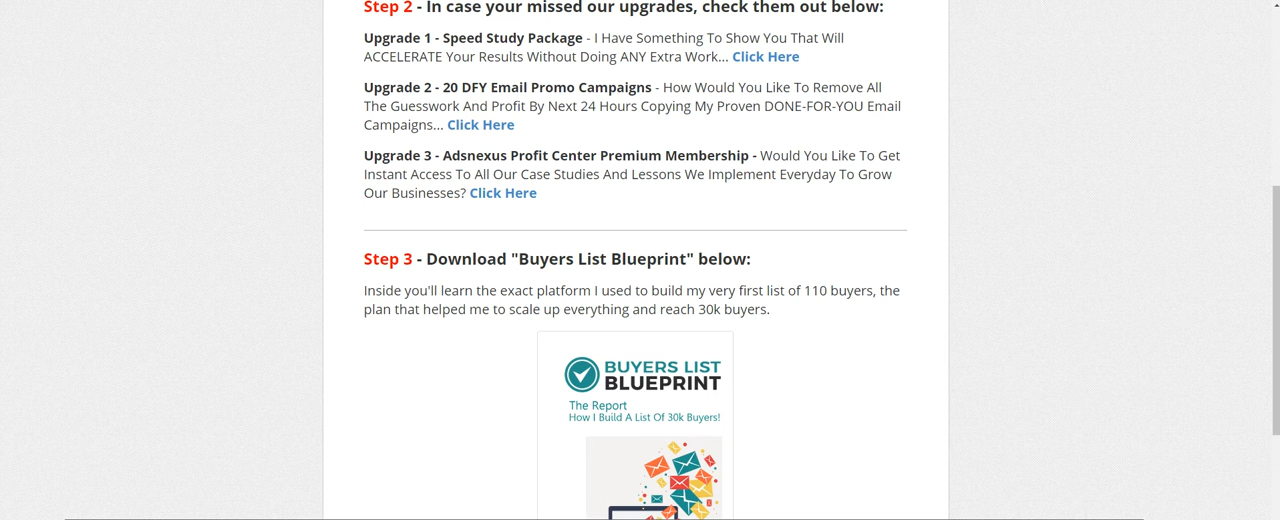 Step 2 - In case your missed our upgrades, check them out below:
Upgrade 1 - Speed Study Package - I Have Something To Show You That Will
ACCELERATE Your Results Without Doing ANY Extra Work... Click Here
Upgrade 2 - 20 DFY Email Promo Campaigns - How Would You Like To Remove All
The Guesswork And Profit By Next 24 Hours Copying My Proven DONE-FOR-YOU Email
Campaigns... Click Here
Upgrade 3 - Adsnexus Profit Center Premium Membership - Would You Like To Get
Instant Access To All Our Case Studies And Lessons We Implement Everyday To Grow
Our Businesses? Click Here
Step 3 - Download "Buyers List Blueprint" below:
Inside you'll learn the exact platform I used to build my very first list of 110 buyers, the
plan that helped me to scale up everything and reach 30k buyers.
BUYERS LIST
BLUEPRINT
The Report
How I Build A List Of 30k Buyers!